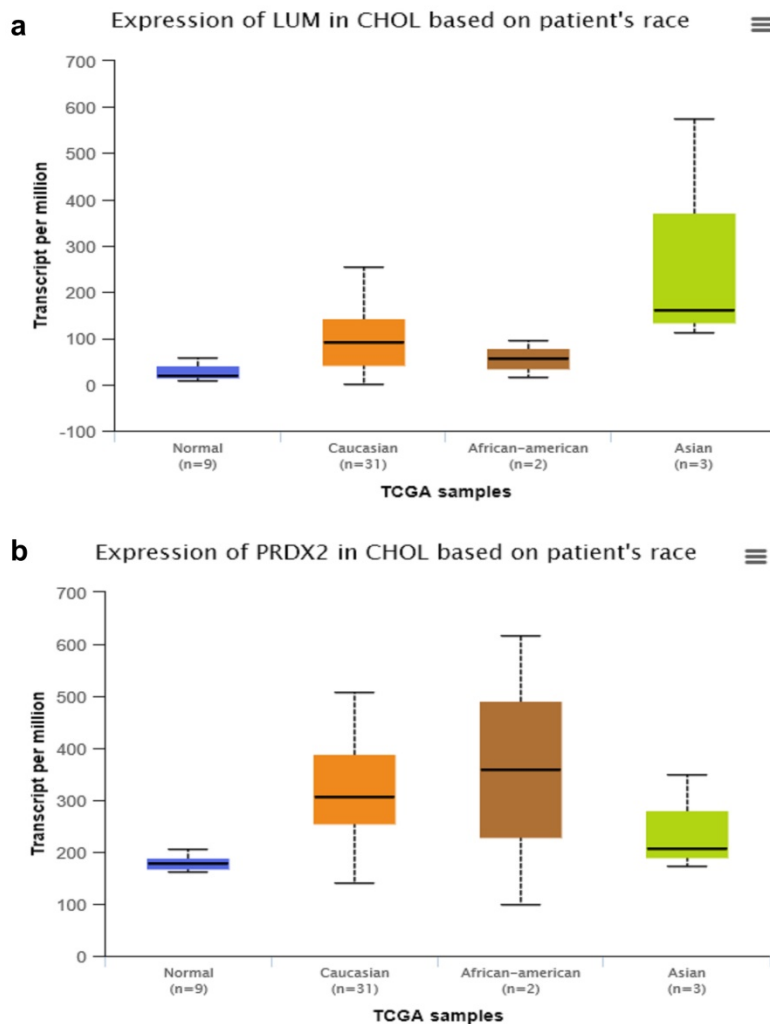 a
Expression of LUM in CHOL based on patient's race
Transcript per million
700
600
500
400
300
200
100
0
-100
Normal
(n=9)
Caucasian
(n=31)
African-american
(n=2)
Asian
(n=3)
TCGA samples
b
Expression of PRDX2 in CHOL based on patient's race
Transcript per million
700
600
500
400
300
200
100
0
Normal
(n=9)
Caucasian
(n=31)
African-american
(n=2)
Asian
(n=3)
TCGA samples